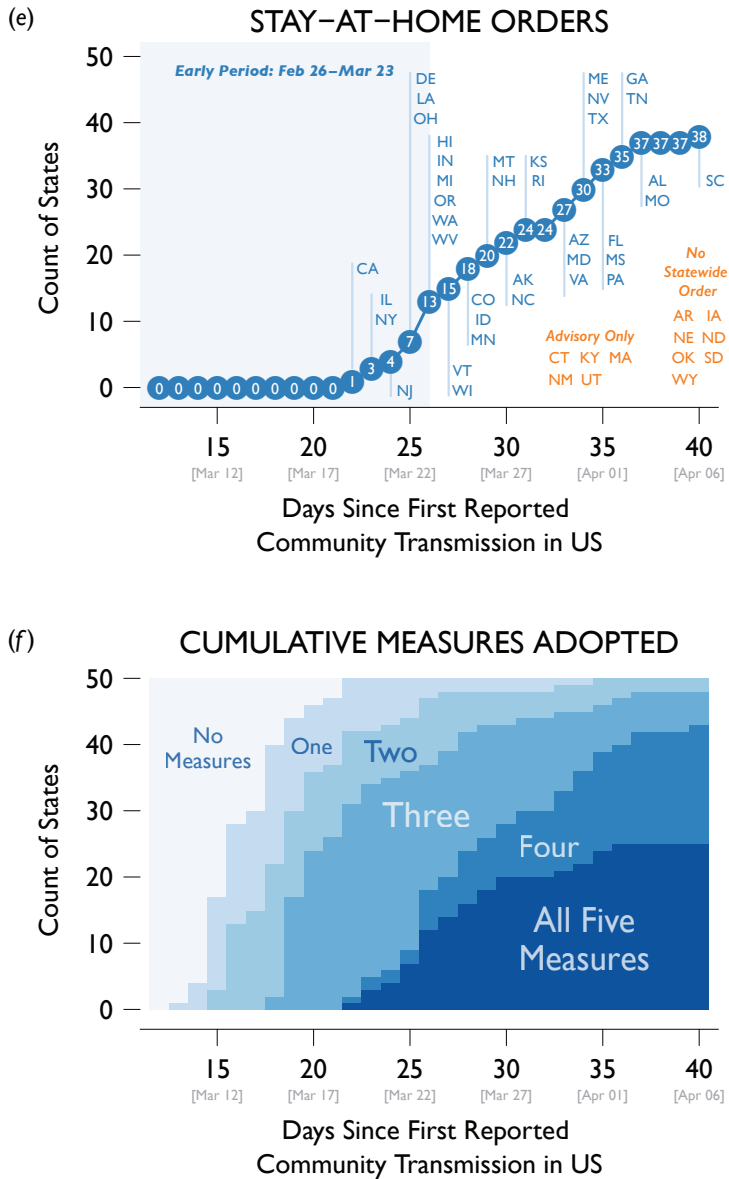 (e)
STAY–AT–HOME ORDERS
50
40
30
20
10
0
Count of States
Early Period: Feb 26–Mar 23
0 0 0 0 0 0 0 0 0 0 1 3 4 7 13 15 18 20 22 24 24 27 30 33 35 37 37 37 38
CA
IL
NY
NJ
DE
LA
OH
HI
IN
MI
OR
WA
WV
VT
WI
CO
ID
MN
MT
NH
AK
NC
KS
RI
AZ
MD
VA
ME
NV
TX
FL
MS
PA
GA
TN
AL
MO
SC
Advisory Only
CT KY MA
NM UT
No
Statewide
Order
AR IA
NE ND
OK SD
WY
15 20 25 30 35 40
[Mar 12] [Mar 17] [Mar 22] [Mar 27] [Apr 01] [Apr 06]
Days Since First Reported
Community Transmission in US
(f)
CUMULATIVE MEASURES ADOPTED
50
40
30
20
10
0
Count of States
No
Measures
One
Two
Three
Four
All Five
Measures
15 20 25 30 35 40
[Mar 12] [Mar 17] [Mar 22] [Mar 27] [Apr 01] [Apr 06]
Days Since First Reported
Community Transmission in US